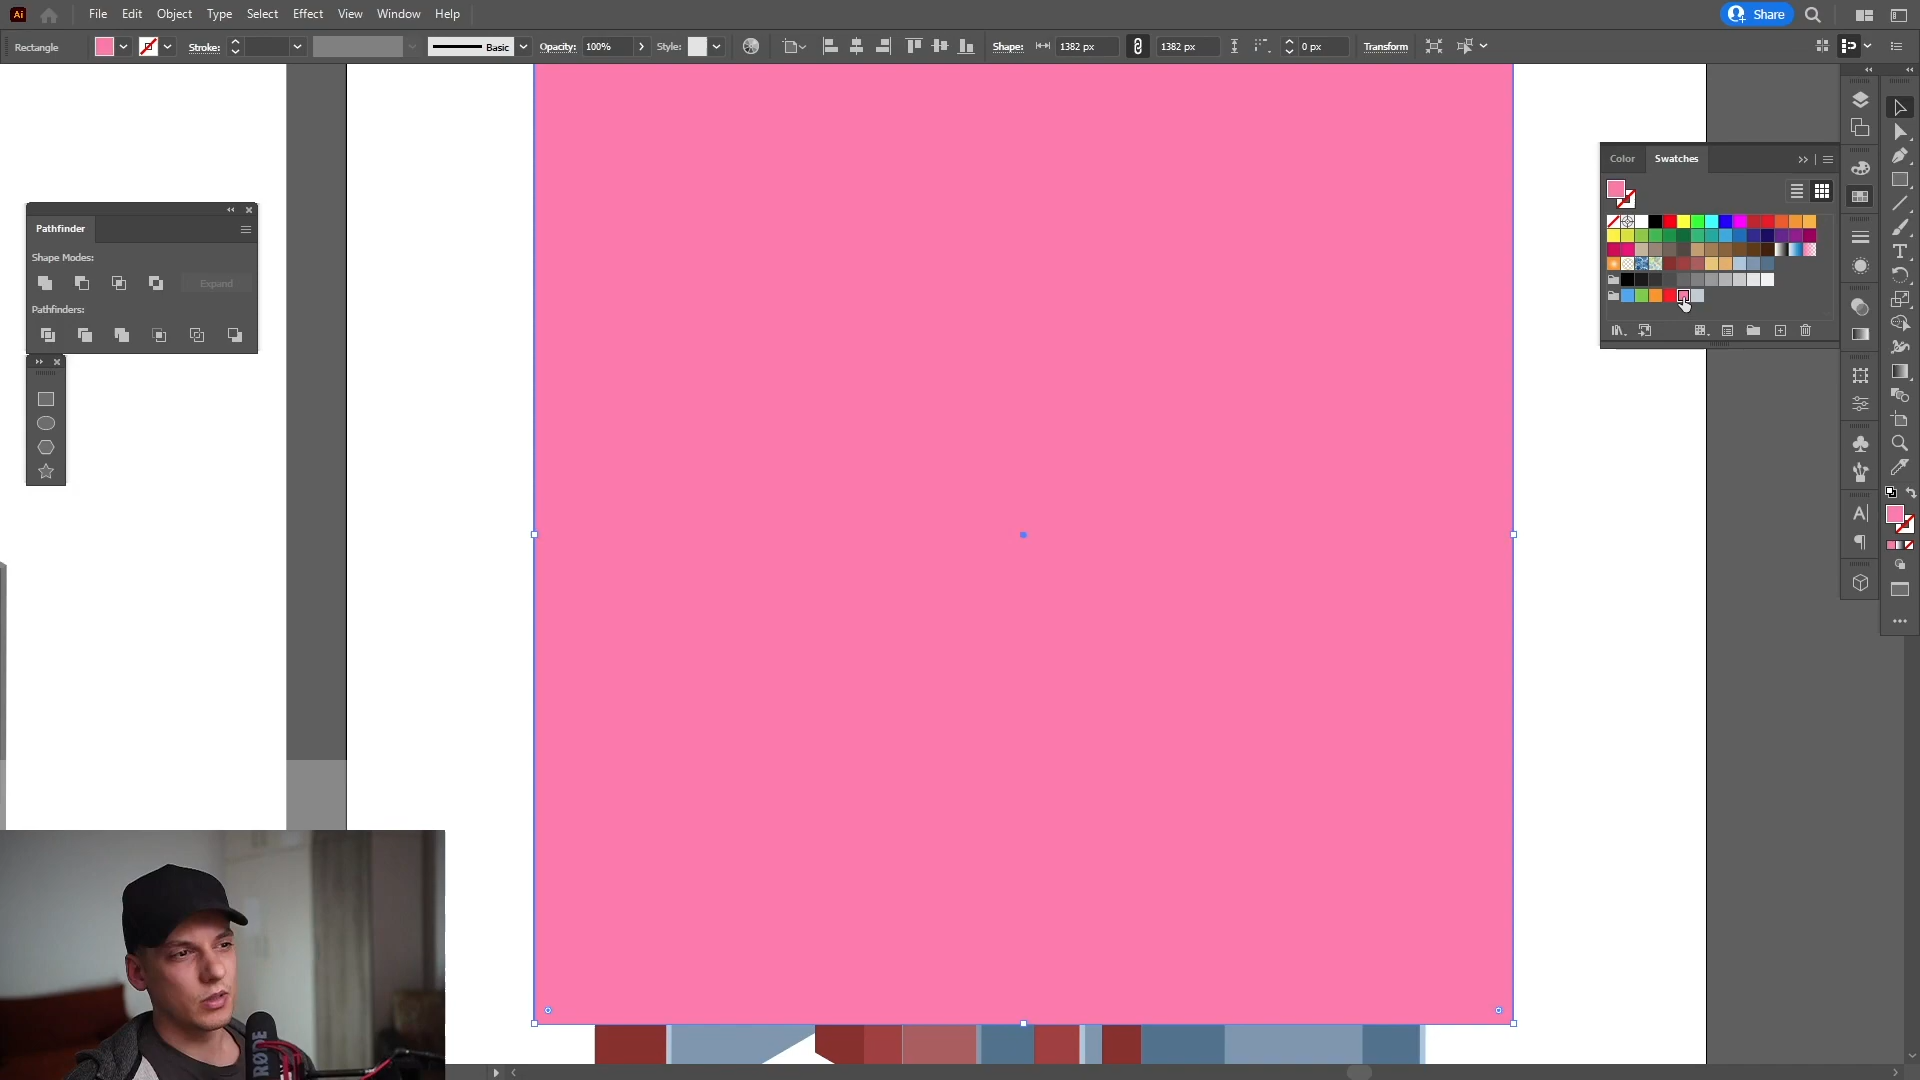 Ai File Edit Object Type Select Effect View Window Help Share
Rectangle Stroke: Basic Opacity: 100% Style: Shape: 1382 px 1382 px 0 px Transform
Color Swatches
Pathfinder
Shape Modes:
Expand
Pathfinders:
RØDE